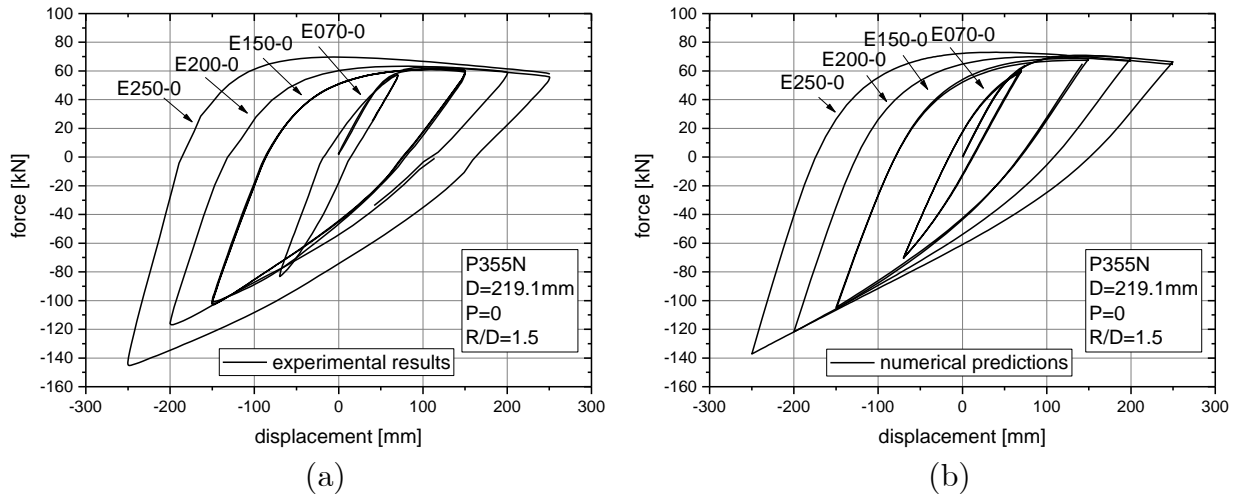 100
80
60
40
20
0
-20
-40
-60
-80
-100
-120
-140
-160
force [kN]
E070-0
E150-0
E200-0
E250-0
P355N
D=219.1mm
P=0
R/D=1.5
experimental results
-300 -200 -100 0 100 200 300
displacement [mm]
(a)
100
80
60
40
20
0
-20
-40
-60
-80
-100
-120
-140
-160
force [kN]
E070-0
E150-0
E200-0
E250-0
P355N
D=219.1mm
P=0
R/D=1.5
numerical predictions
-300 -200 -100 0 100 200 300
displacement [mm]
(b)